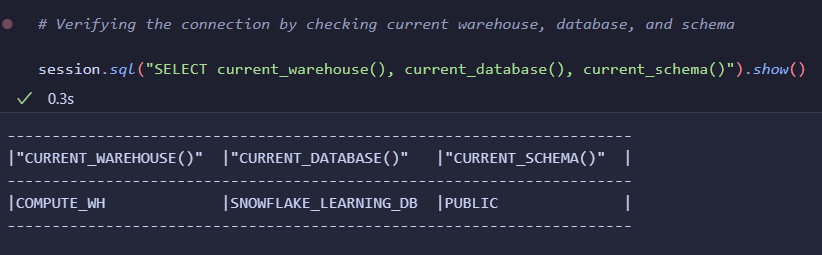 # Verifying the connection by checking current warehouse, database, and schema
session.sql("SELECT current_warehouse(), current_database(), current_schema()").show()
0.3s
----------------------------------------------------------------------
|"CURRENT_WAREHOUSE()"  |"CURRENT_DATABASE()"   |"CURRENT_SCHEMA()"  |
----------------------------------------------------------------------
|COMPUTE_WH             |SNOWFLAKE_LEARNING_DB  |PUBLIC              |
----------------------------------------------------------------------